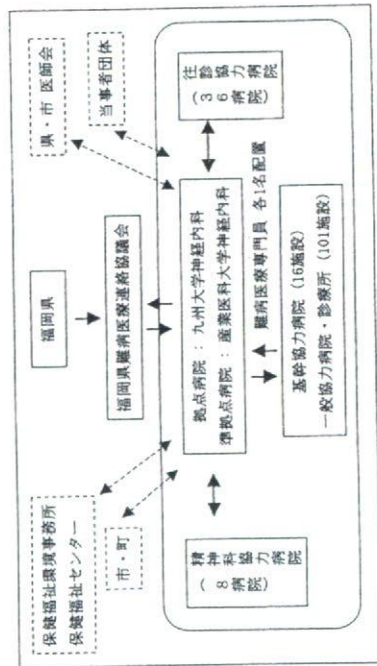 福岡県
福岡県難病医療連絡協議会
県・市 医師会
当事者団体
保健福祉環境事務所
保健福祉センター
市・町
拠点病院 : 九州大学神経内科
準拠点病院 : 産業医科大学神経内科
難病医療専門員 各1名配置
精神科協力病院
(8病院)
往診協力病院
(36病院)
基幹協力病院 (16施設)
一般協力病院・診療所 (101施設)